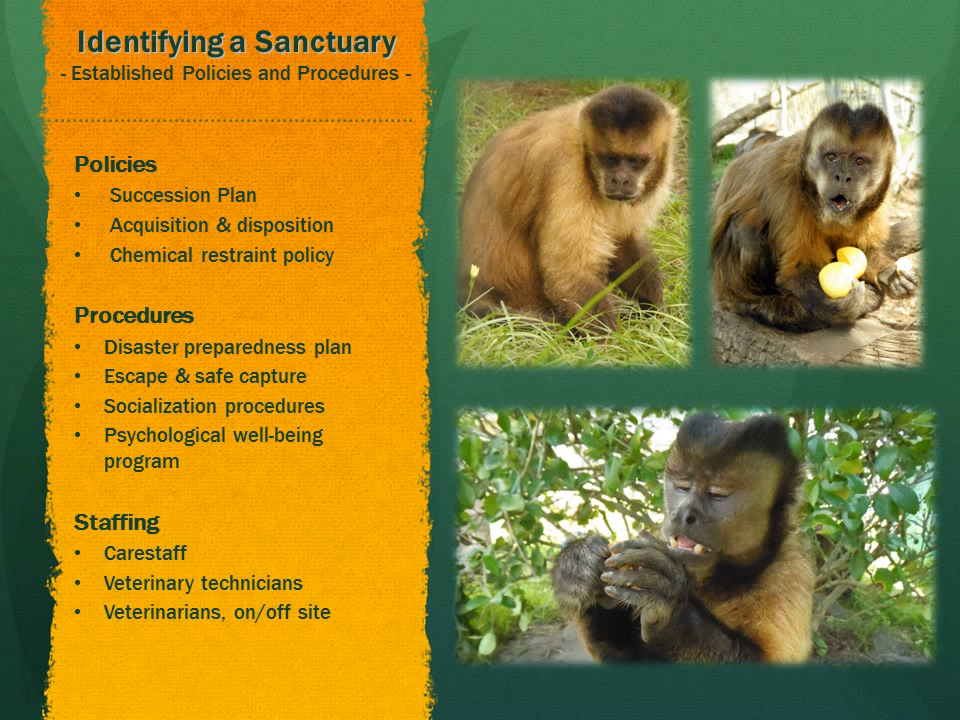 Identifying a Sanctuary
- Established Policies and Procedures -
Policies
• Succession Plan
• Acquisition & disposition
• Chemical restraint policy
Procedures
• Disaster preparedness plan
• Escape & safe capture
• Socialization procedures
• Psychological well-being
program
Staffing
• Carestaff
• Veterinary technicians
• Veterinarians, on/off site